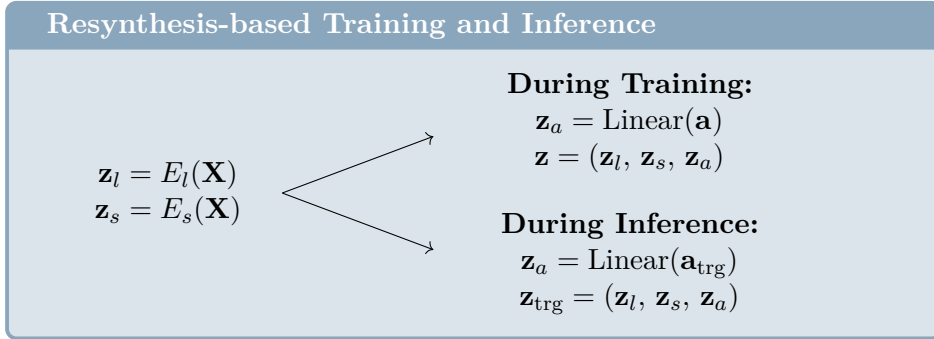 Resynthesis-based Training and Inference
z_l = E_l(X)
z_s = E_s(X)
During Training:
z_a = Linear(a)
z = (z_l, z_s, z_a)
During Inference:
z_a = Linear(a_trg)
z_trg = (z_l, z_s, z_a)